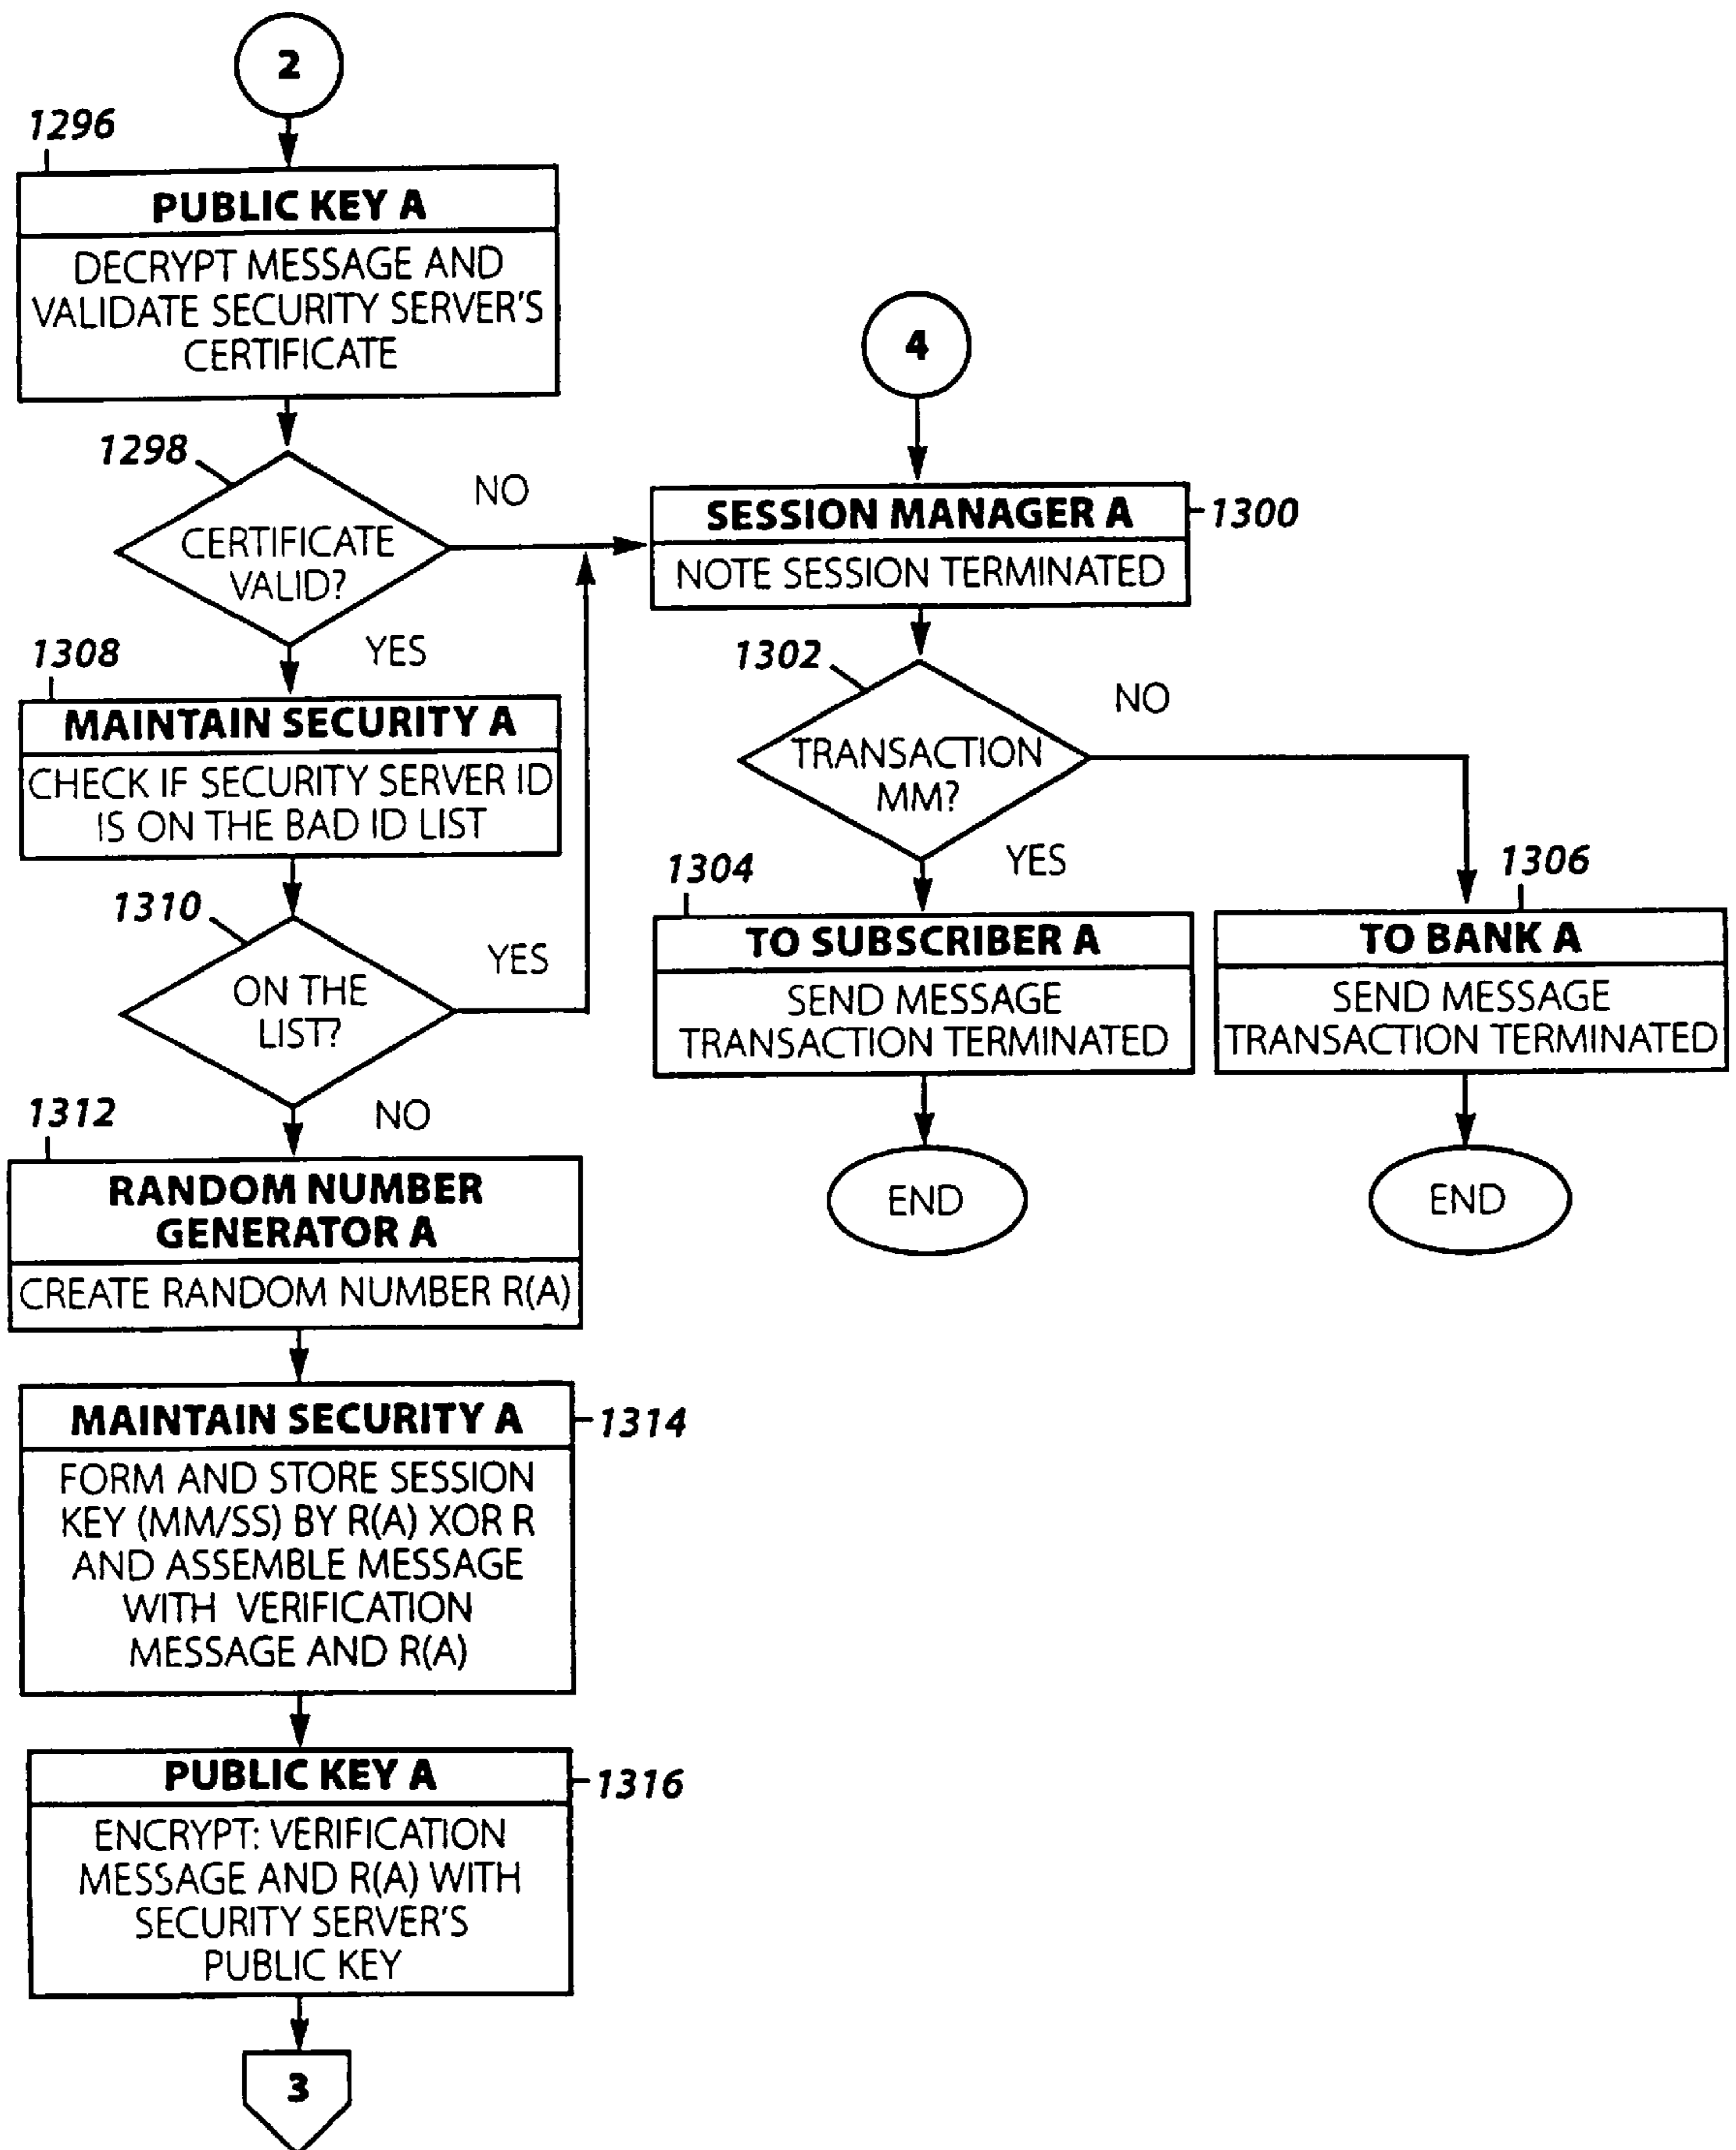 2
1296
PUBLIC KEY A
DECRYPT MESSAGE AND
VALIDATE SECURITY SERVER'S
CERTIFICATE
1298
CERTIFICATE
VALID?
NO
YES
1308
MAINTAIN SECURITY A
CHECK IF SECURITY SERVER ID
IS ON THE BAD ID LIST
1310
ON THE
LIST?
YES
NO
1312
RANDOM NUMBER
GENERATOR A
CREATE RANDOM NUMBER R(A)
MAINTAIN SECURITY A
1314
FORM AND STORE SESSION
KEY (MM/SS) BY R(A) XOR R
AND ASSEMBLE MESSAGE
WITH VERIFICATION
MESSAGE AND R(A)
PUBLIC KEY A
1316
ENCRYPT: VERIFICATION
MESSAGE AND R(A) WITH
SECURITY SERVER'S
PUBLIC KEY
3
4
SESSION MANAGER A
1300
NOTE SESSION TERMINATED
1302
TRANSACTION
MM?
NO
YES
1304
TO SUBSCRIBER A
SEND MESSAGE
TRANSACTION TERMINATED
END
1306
TO BANK A
SEND MESSAGE
TRANSACTION TERMINATED
END